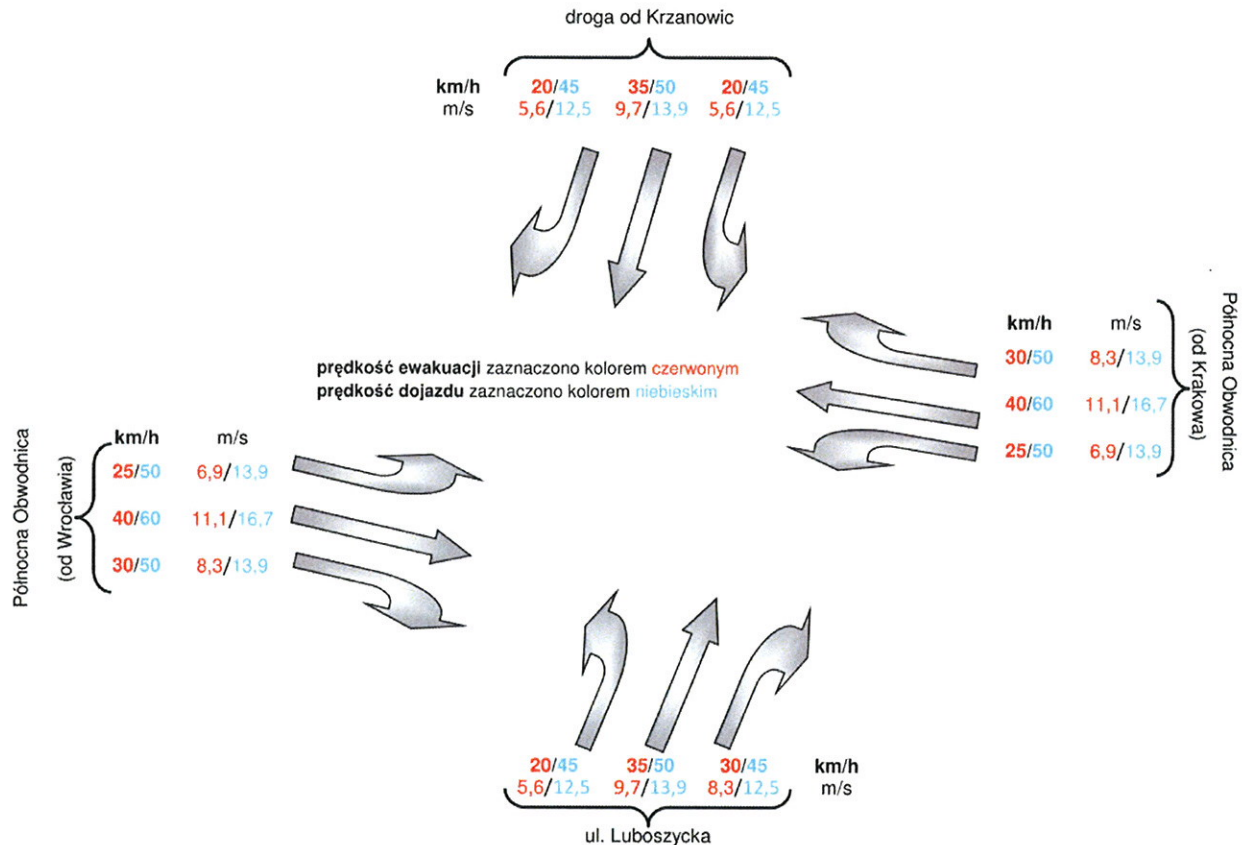 droga od Krzanowic
km/h 20/45 35/50 20/45
m/s 5,6/12,5 9,7/13,9 5,6/12,5
prędkość ewakuacji zaznaczono kolorem czerwonym
prędkość dojazdu zaznaczono kolorem niebieskim
km/h m/s
30/50 8,3/13,9
40/60 11,1/16,7
25/50 6,9/13,9
Północna Obwodnica
(od Krakowa)
Północna Obwodnica
(od Wrocławia)
km/h m/s
25/50 6,9/13,9
40/60 11,1/16,7
30/50 8,3/13,9
20/45 35/50 30/45 km/h
5,6/12,5 9,7/13,9 8,3/12,5 m/s
ul. Luboszycka